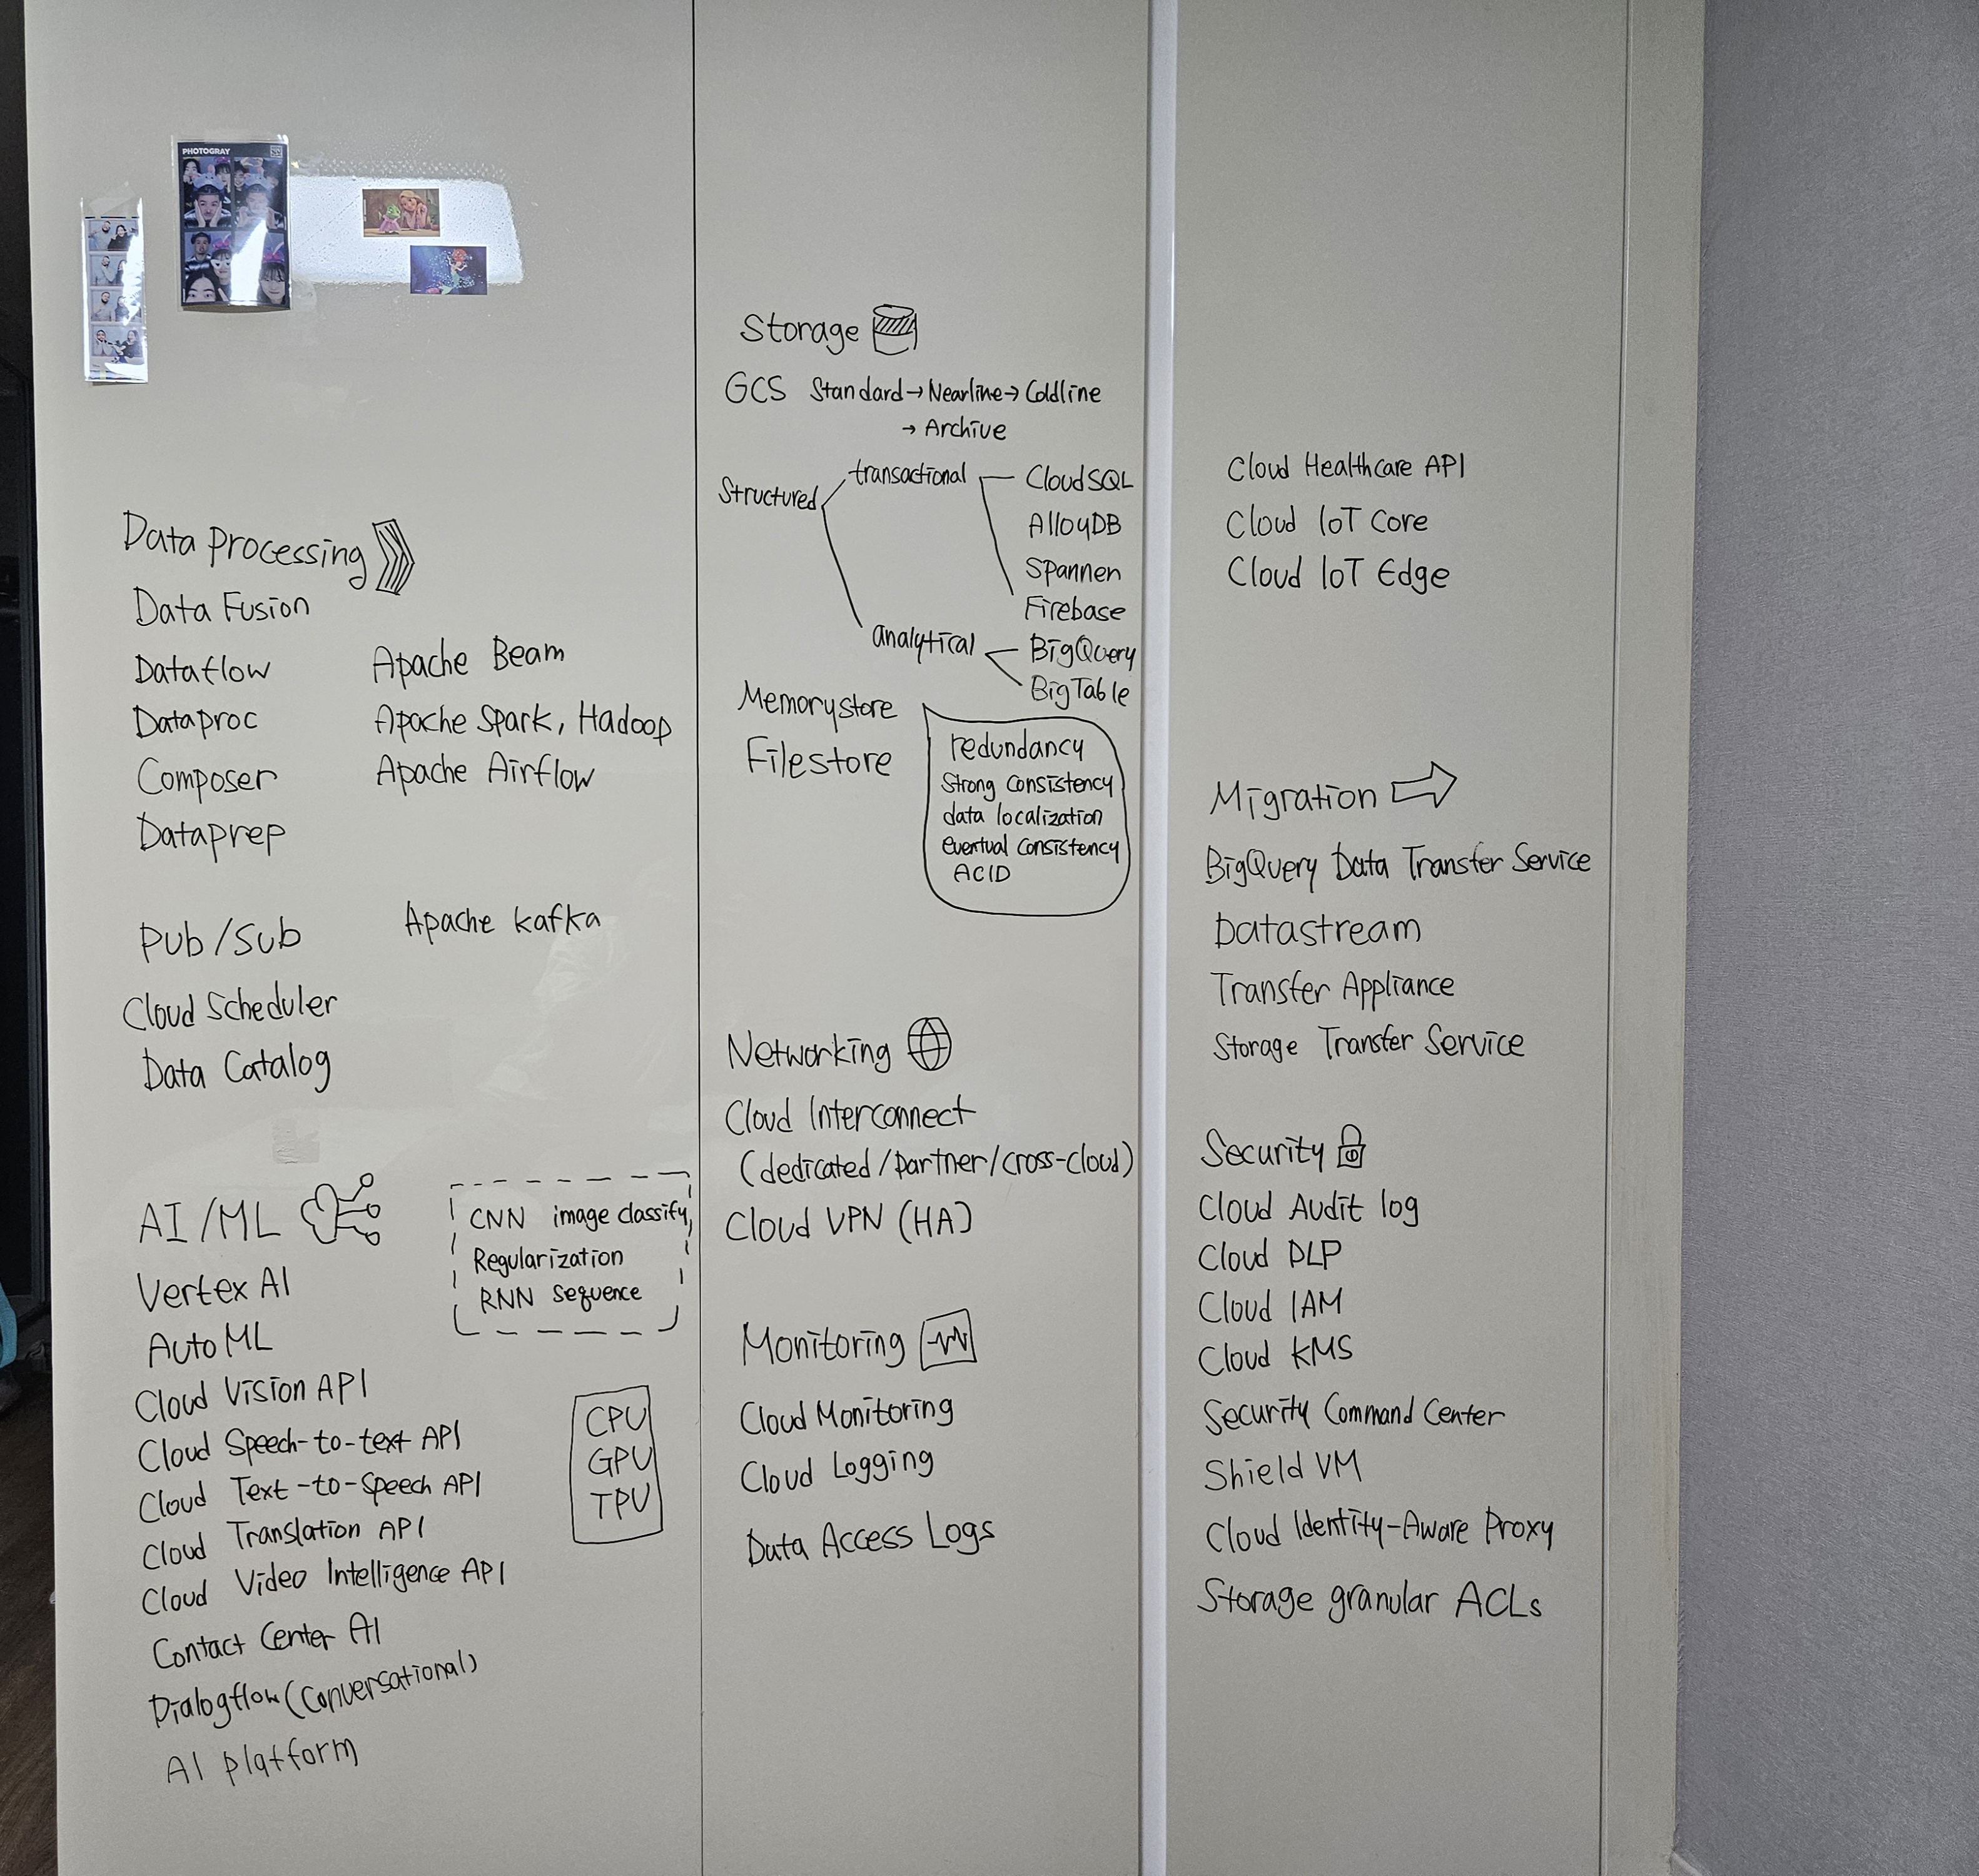 PHOTOGRAY
Data Processing
Data Fusion
Dataflow Apache Beam
Dataproc Apache Spark, Hadoop
Composer Apache Airflow
Dataprep
Pub/Sub Apache kafka
Cloud Scheduler
Data Catalog
AI/ML
Vertex AI
Auto ML
Cloud Vision API
Cloud Speech-to-text API
Cloud Text-to-Speech API
Cloud Translation API
Cloud Video Intelligence API
Contact Center AI
Dialogflow (Conversational)
AI platform
CNN image classify,
Regularization
RNN sequence
CPU
GPU
TPU
Storage
GCS Standard → Nearline → Coldline
→ Archive
Structured
transactional
CloudSQL
AlloyDB
Spannen
Firebase
analytical
BigQuery
BigTable
Memorystore
Filestore
redundancy
Strong Consistency
data localization
eventual Consistency
ACID
Networking
Cloud Interconnect
(dedicated/partner/cross-cloud)
Cloud VPN (HA)
Monitoring
Cloud Monitoring
Cloud Logging
Data Access Logs
Cloud Healthcare API
Cloud IoT Core
Cloud IoT Edge
Migration
BigQuery Data Transfer Service
Datastream
Transfer Appliance
Storage Transfer Service
Security
Cloud Audit log
Cloud DLP
Cloud IAM
Cloud KMS
Security Command Center
Shield VM
Cloud Identity-Aware Proxy
Storage granular ACLs